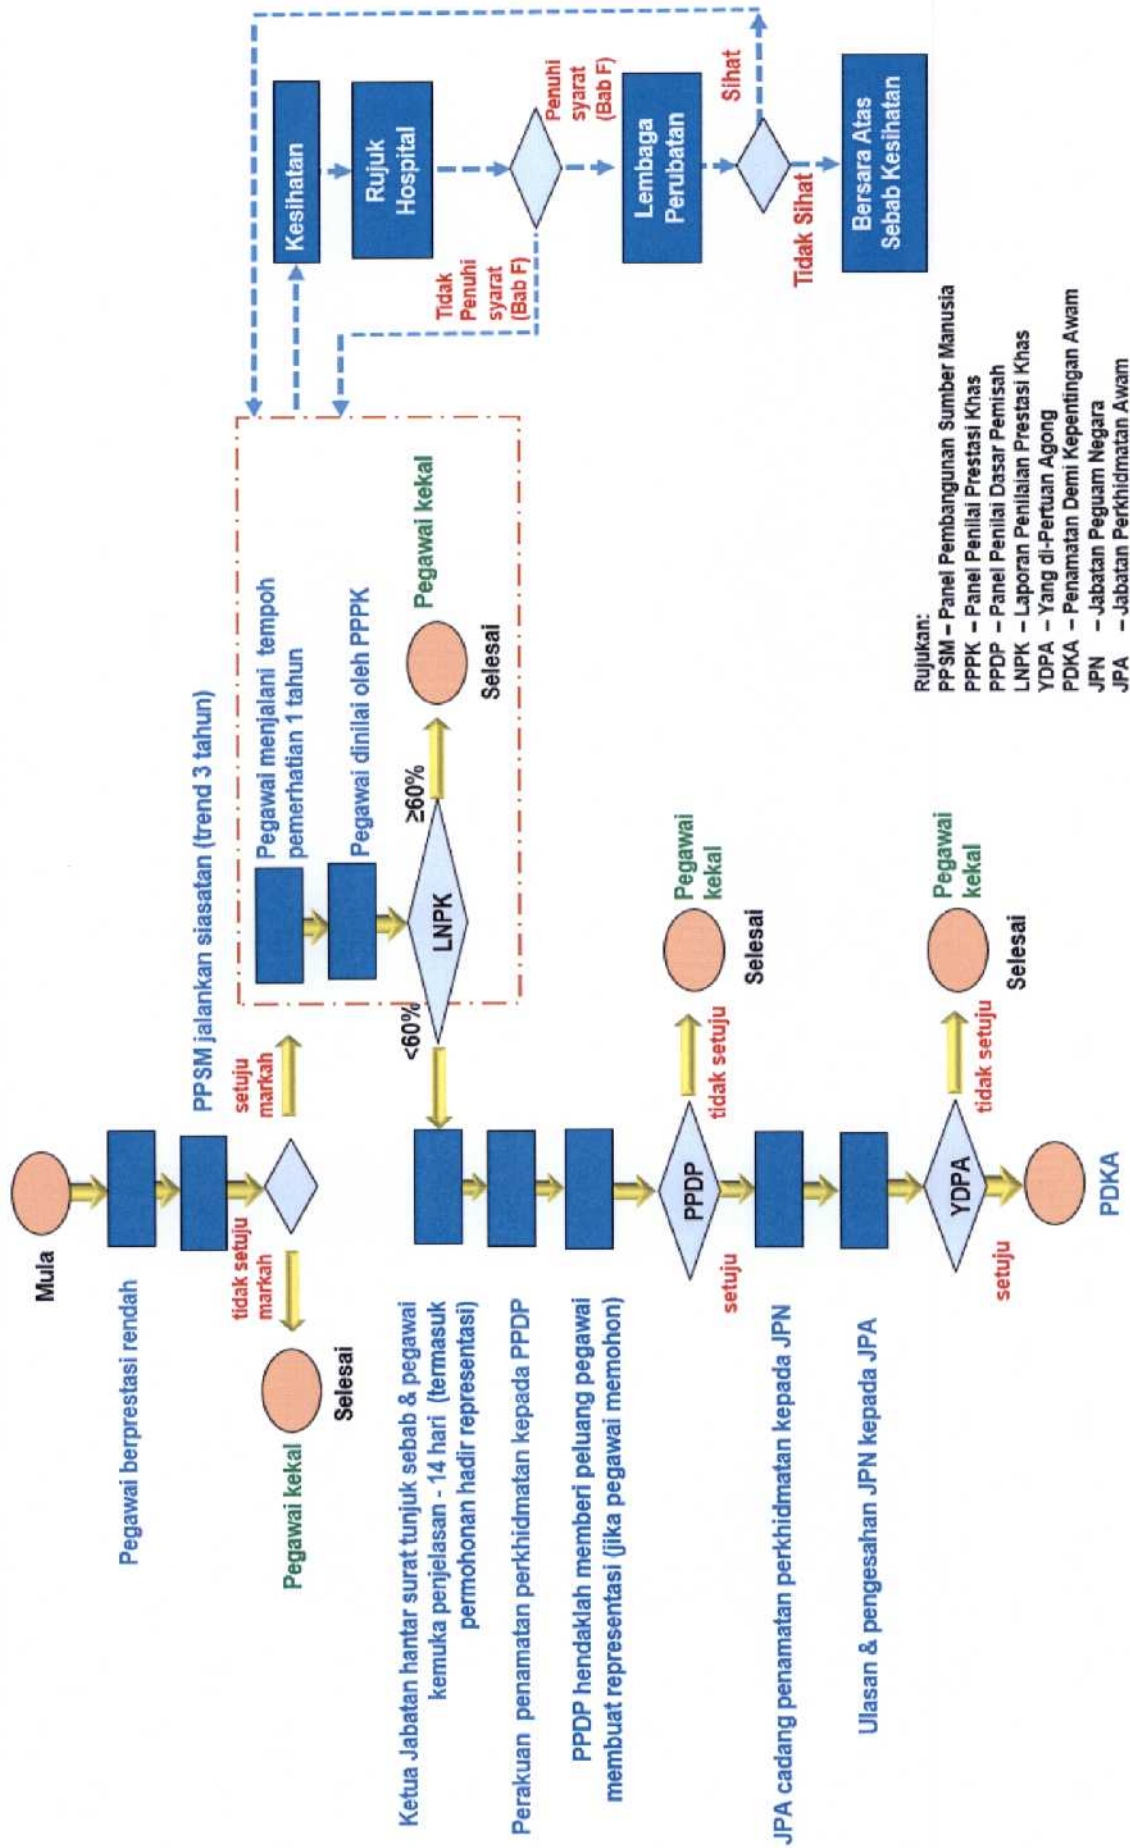 Mula
Pegawai berprestasi rendah
PPSM jalankan siasatan (trend 3 tahun)
tidak setuju
markah
setuju
markah
Pegawai kekal
Selesai
Pegawai menjalani tempoh
pemerhatian 1 tahun
Pegawai dinilai oleh PPPK
LNPK
<60%
≥60%
Pegawai kekal
Selesai
Kesihatan
Rujuk
Hospital
Tidak
Penuhi
syarat
(Bab F)
Penuhi
syarat
(Bab F)
Lembaga
Perubatan
Sihat
Tidak Sihat
Bersara Atas
Sebab Kesihatan
Ketua Jabatan hantar surat tunjuk sebab & pegawai
kemuka penjelasan - 14 hari (termasuk
permohonan hadir representasi)
Perakuan penamatan perkhidmatan kepada PPDP
PPDP hendaklah memberi peluang pegawai
membuat representasi (jika pegawai memohon)
PPDP
setuju
tidak setuju
Pegawai
kekal
Selesai
JPA cadang penamatan perkhidmatan kepada JPN
Ulasan & pengesahan JPN kepada JPA
YDPA
setuju
tidak setuju
Pegawai
kekal
Selesai
PDKA
Rujukan:
PPSM – Panel Pembangunan Sumber Manusia
PPPK – Panel Penilai Prestasi Khas
PPDP – Panel Penilai Dasar Pemisah
LNPK – Laporan Penilaian Prestasi Khas
YDPA – Yang di-Pertuan Agong
PDKA – Penamatan Demi Kepentingan Awam
JPN – Jabatan Peguam Negara
JPA – Jabatan Perkhidmatan Awam